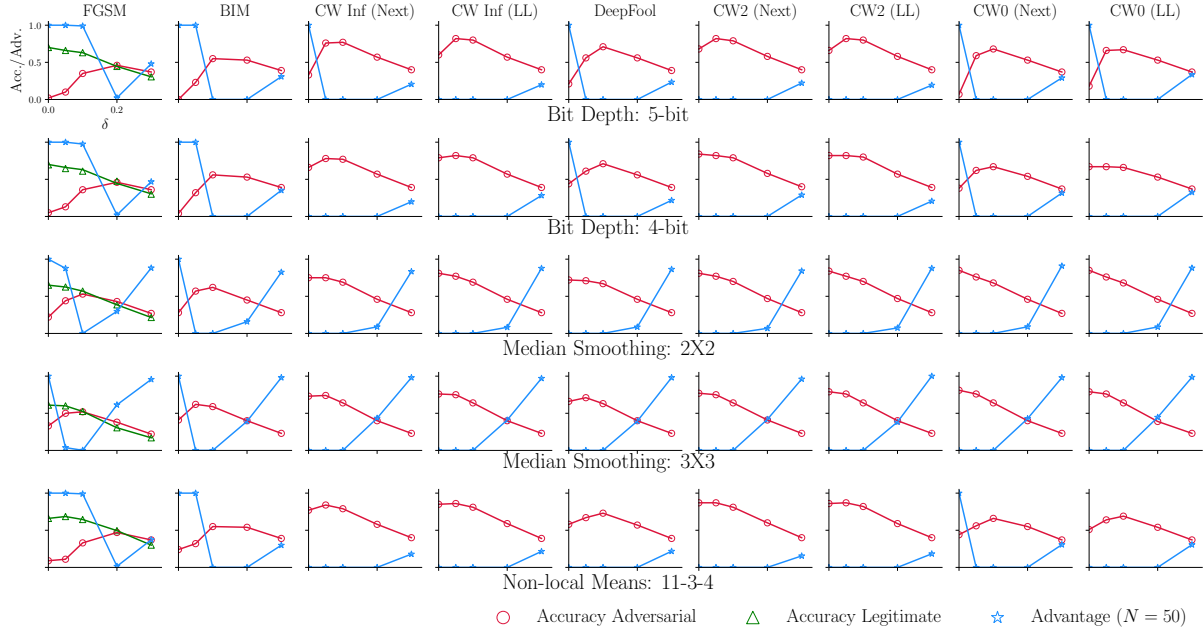 FGSM BIM CW Inf (Next) CW Inf (LL) DeepFool CW2 (Next) CW2 (LL) CW0 (Next) CW0 (LL)
Acc./Adv.
1.0
0.5
0.0
0.0 0.2
δ
Bit Depth: 5-bit
Bit Depth: 4-bit
Median Smoothing: 2X2
Median Smoothing: 3X3
Non-local Means: 11-3-4
Accuracy Adversarial Accuracy Legitimate Advantage (N = 50)